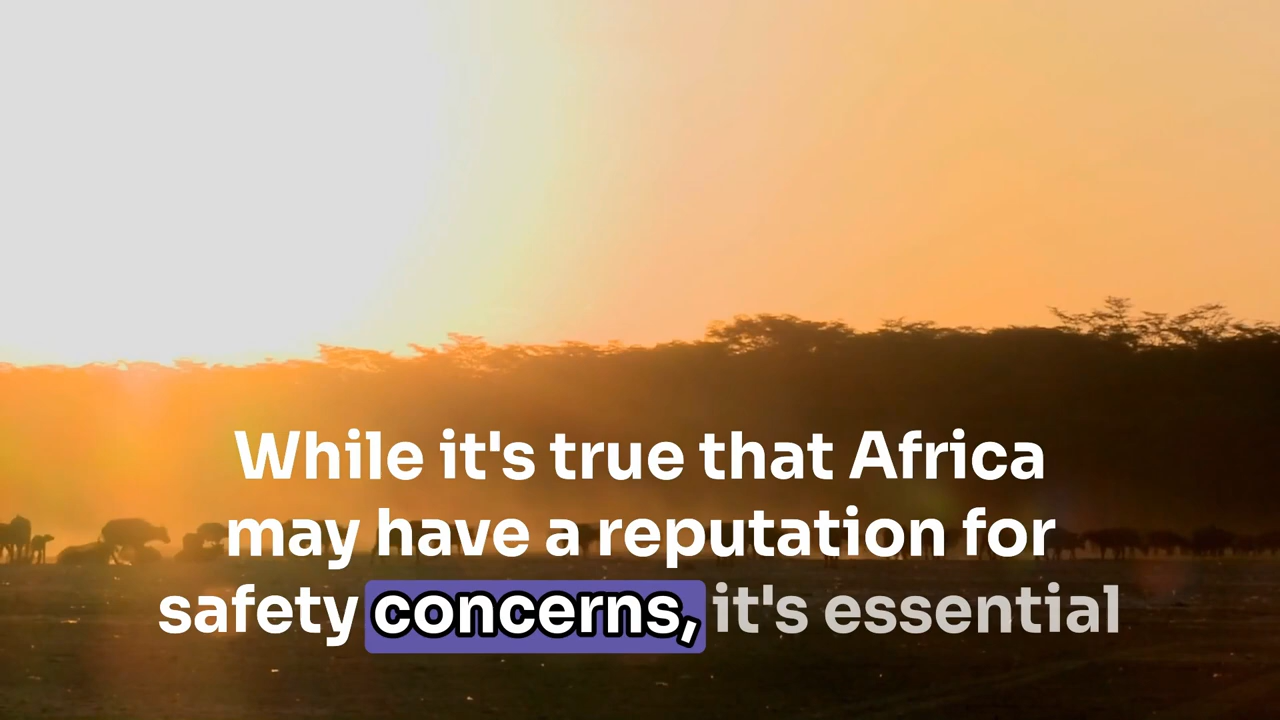 While it's true that Africa
may have a reputation for
safety concerns, it's essential